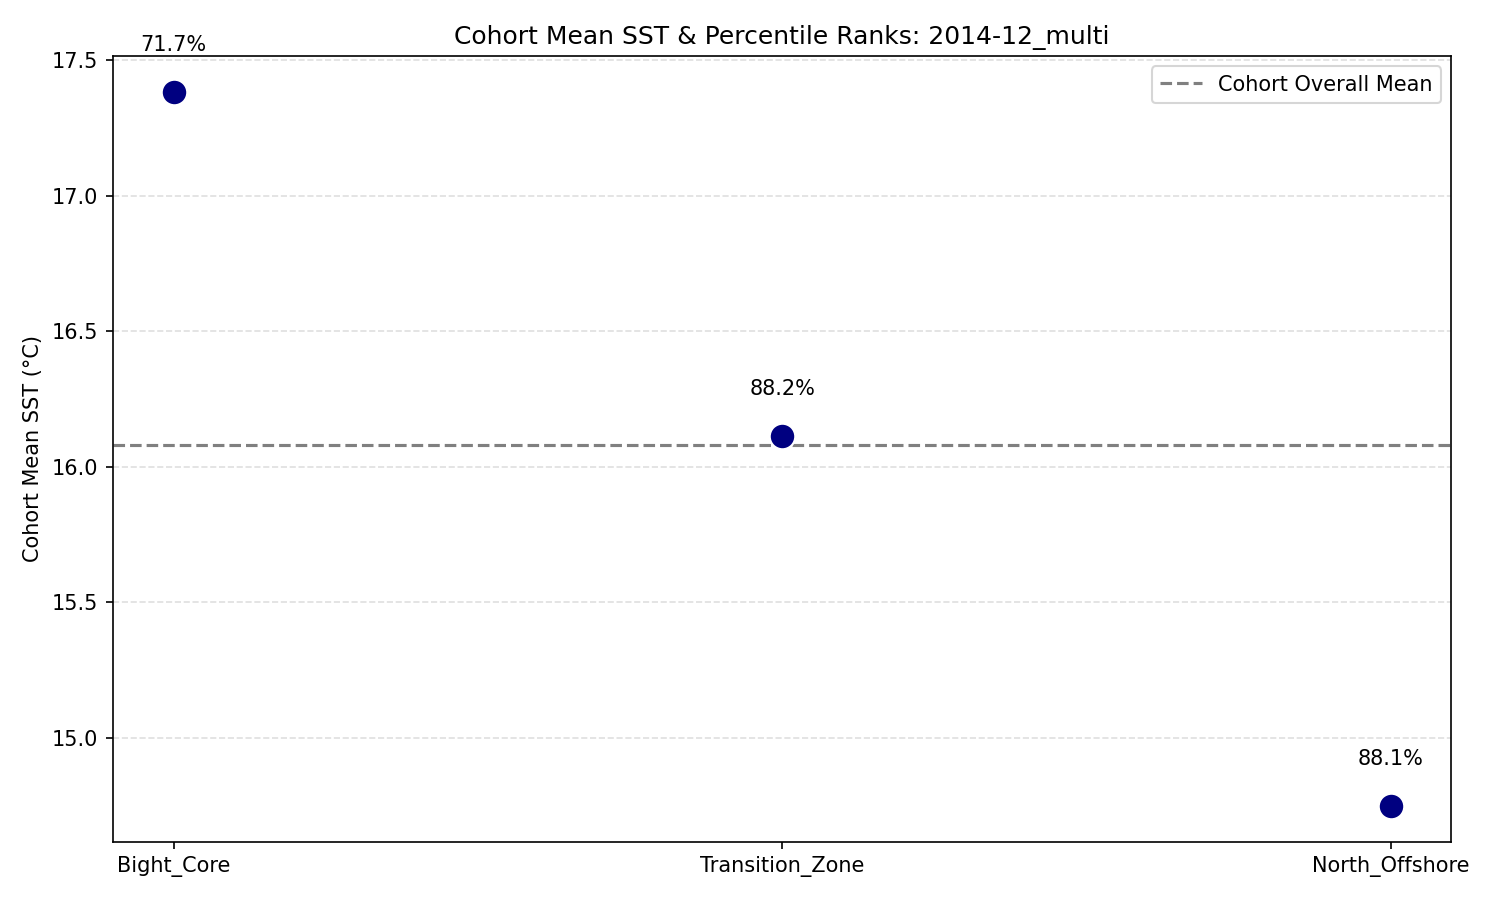 Cohort Mean SST & Percentile Ranks: 2014-12_multi
71.7%
88.2%
88.1%
Cohort Overall Mean
Cohort Mean SST (°C)
17.5
17.0
16.5
16.0
15.5
15.0
Bight_Core
Transition_Zone
North_Offshore